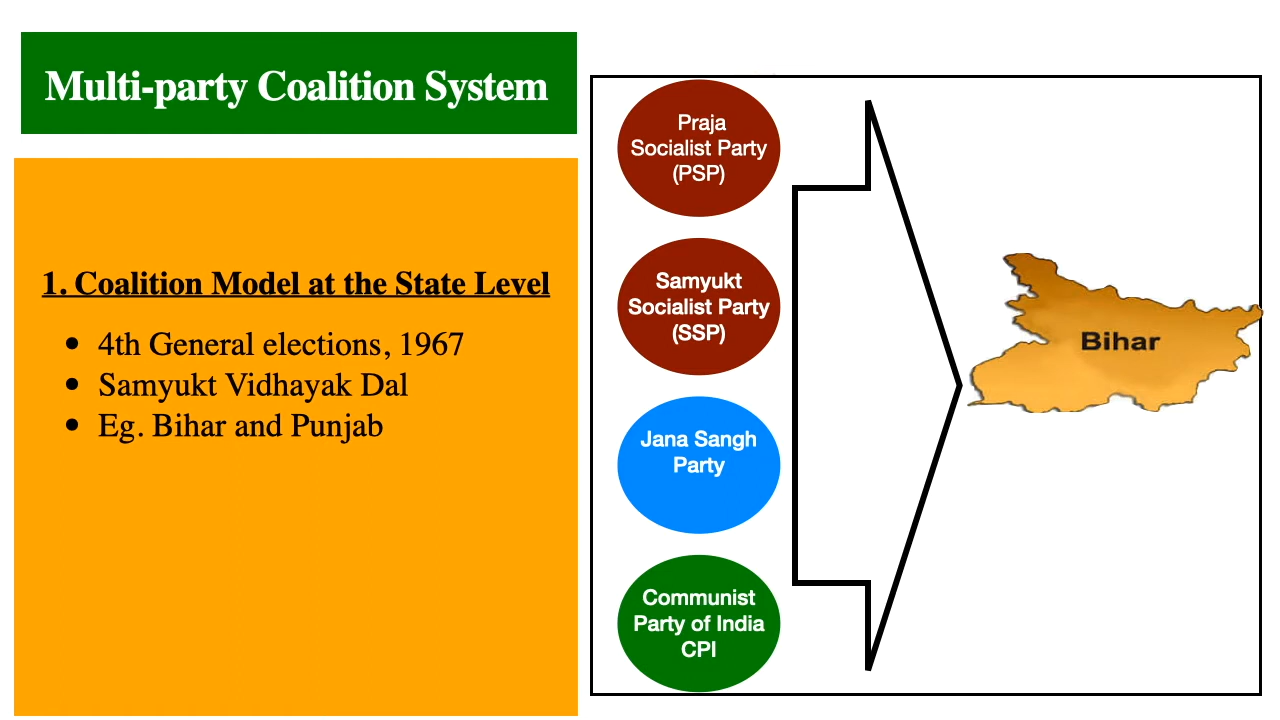 Multi-party Coalition System
1. Coalition Model at the State Level
• 4th General elections, 1967
• Samyukt Vidhayak Dal
• Eg. Bihar and Punjab
Praja
Socialist Party
(PSP)
Samyukt
Socialist Party
(SSP)
Jana Sangh
Party
Communist
Party of India
CPI
Bihar